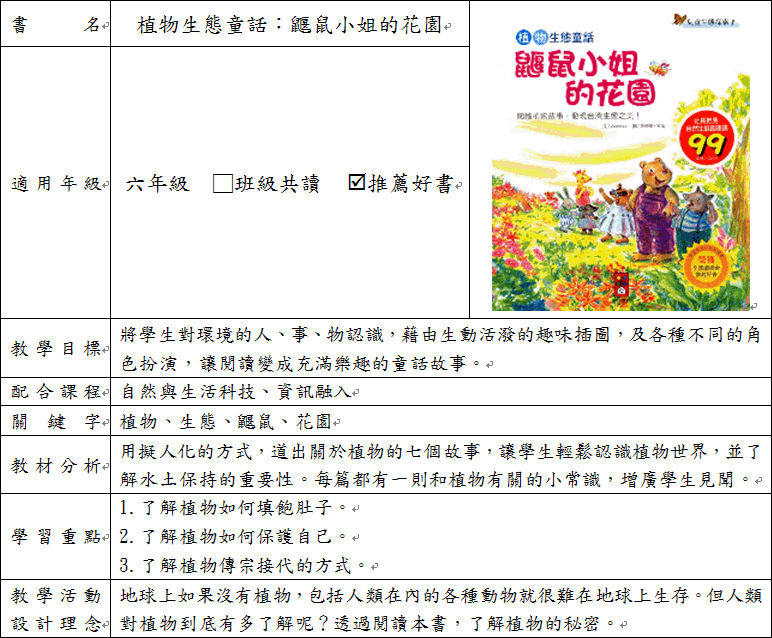 書名
植物生態童話：鼴鼠小姐的花園
植物生態童話
鼴鼠小姐
的花園
99
適用年級
六年級 □班級共讀 ☑推薦好書
教學目標
將學生對環境的人、事、物認識，藉由生動活潑的趣味插圖，及各種不同的角
色扮演，讓閱讀變成充滿樂趣的童話故事。
配合課程
自然與生活科技、資訊融入
關鍵字
植物、生態、鼴鼠、花園
教材分析
用擬人化的方式，道出關於植物的七個故事，讓學生輕鬆認識植物世界，並了
解水土保持的重要性。每篇都有一則和植物有關的小常識，增廣學生見聞。
學習重點
1.了解植物如何填飽肚子。
2.了解植物如何保護自己。
3.了解植物傳宗接代的方式。
教學活動
設計理念
地球上如果沒有植物，包括人類在內的各種動物就很難在地球上生存。但人類
對植物到底有多了解呢？透過閱讀本書，了解植物的秘密。